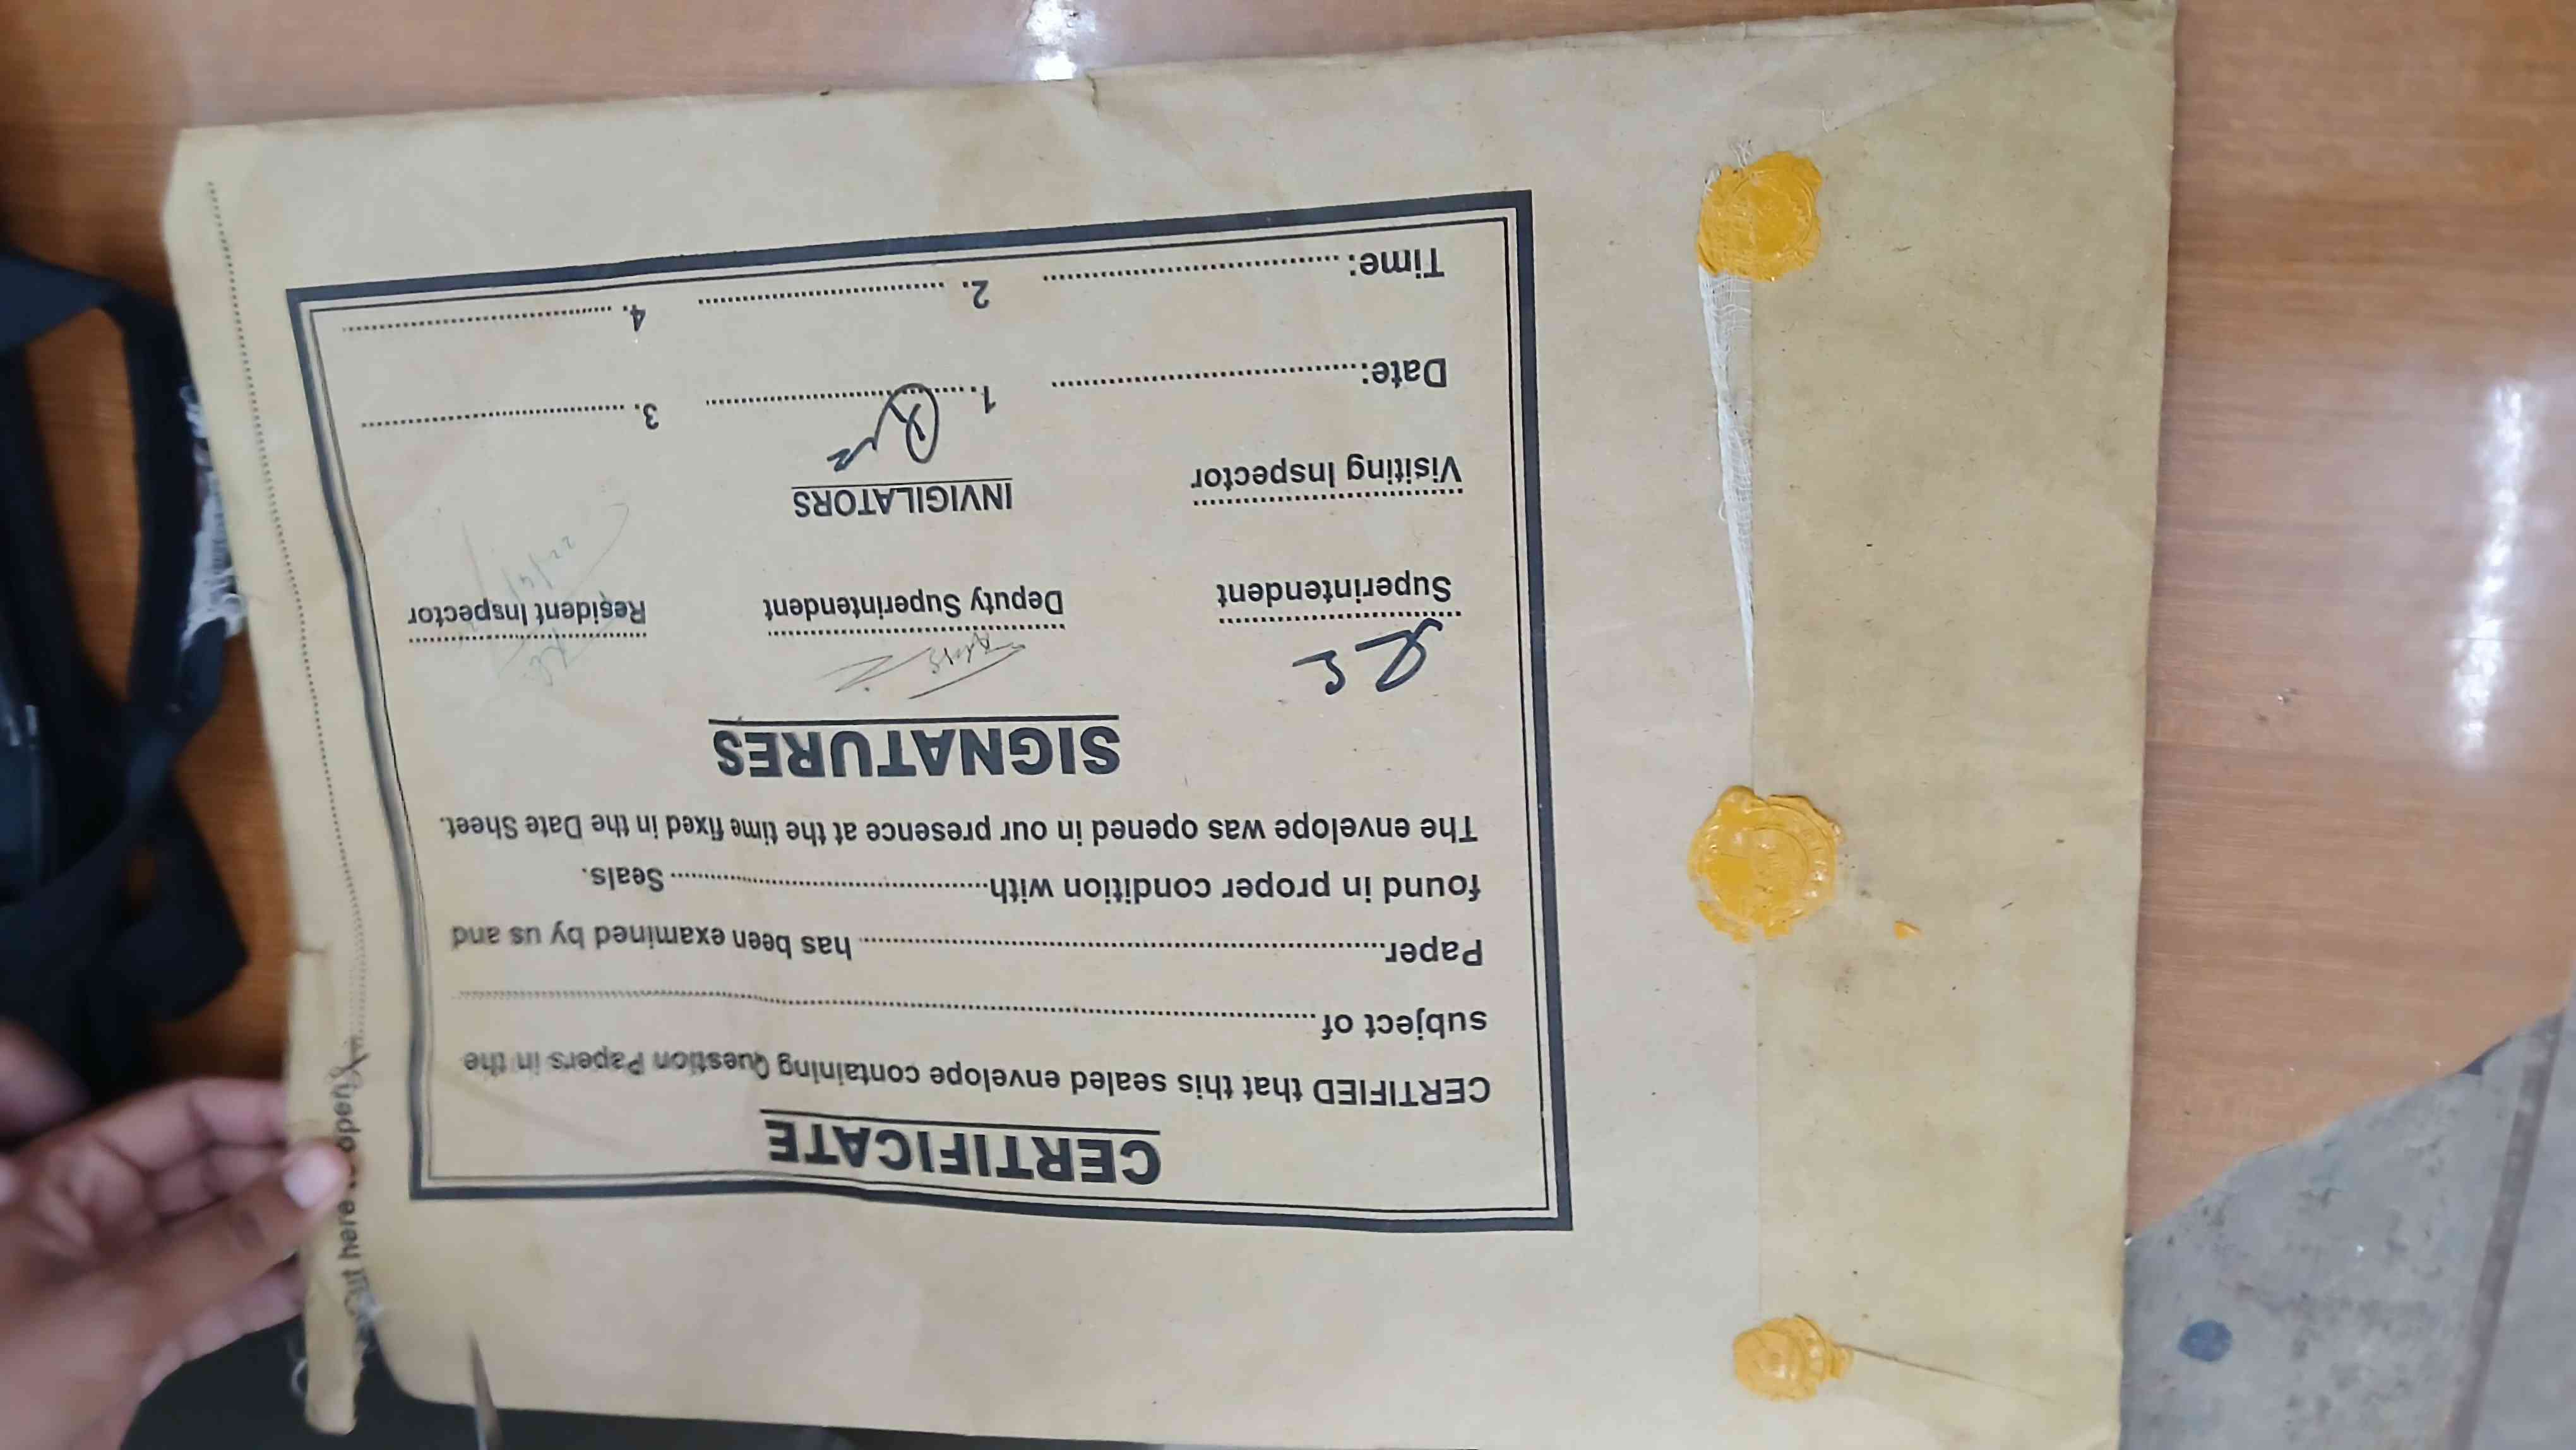 CERTIFICATE
CERTIFIED that this sealed envelope containing Question Papers in the
subject of ........................................
Paper ........................................ has been examined by us and
found in proper condition with ........................................ Seals.
The envelope was opened in our presence at the time fixed in the Date Sheet.
SIGNATURES
Superintendent Deputy Superintendent Resident Inspector
Visiting Inspector INVIGILATORS
Date: ........................................ 1. ........................................ 3. ........................................
Time: ........................................ 2. ........................................ 4. ........................................
Cut here to open